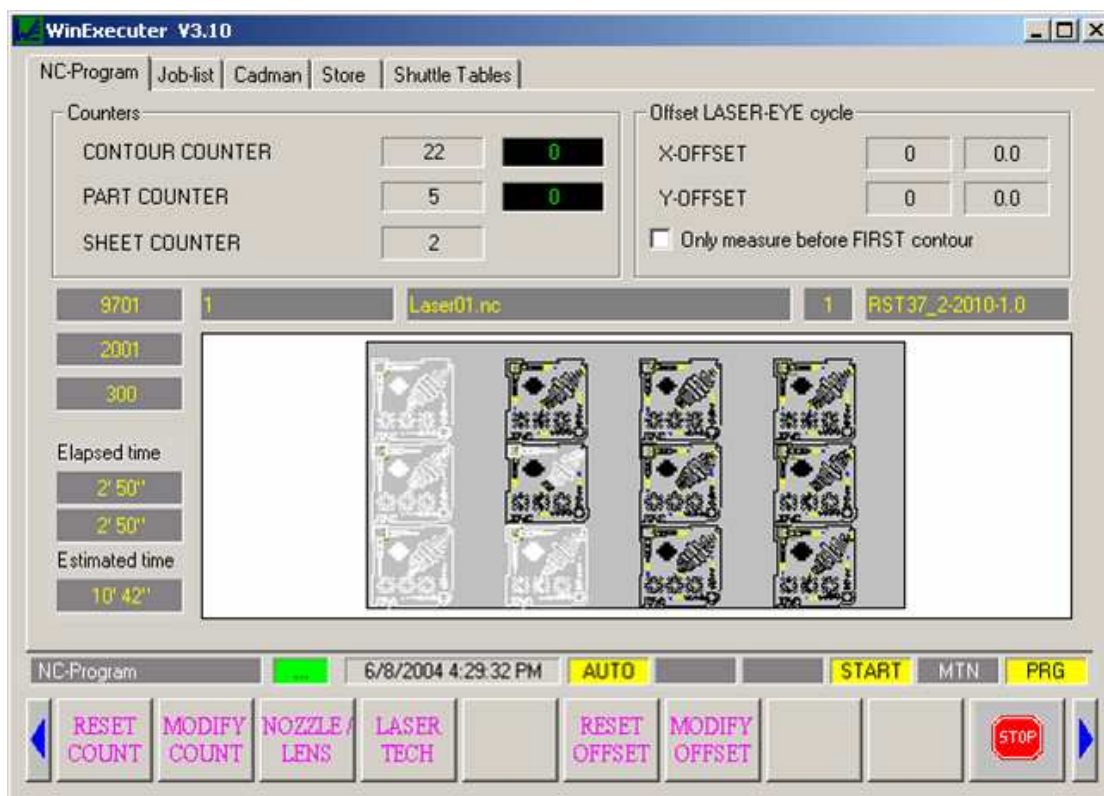 WinExecuter V3.10
NC-Program Job-list Cadman Store Shuttle Tables
Counters
CONTOUR COUNTER 22 0
PART COUNTER 5 0
SHEET COUNTER 2
Offset LASER-EYE cycle
X-OFFSET 0 0.0
Y-OFFSET 0 0.0
Only measure before FIRST contour
9701 1 Laser01.nc 1 RST37_2-2010-1.0
2001
300
Elapsed time
2' 50''
2' 50''
Estimated time
10' 42''
NC-Program ... 6/8/2004 4:29:32 PM AUTO START MTN PRG
RESET COUNT
MODIFY COUNT
NOZZLE / LENS
LASER TECH
RESET OFFSET
MODIFY OFFSET
STOP